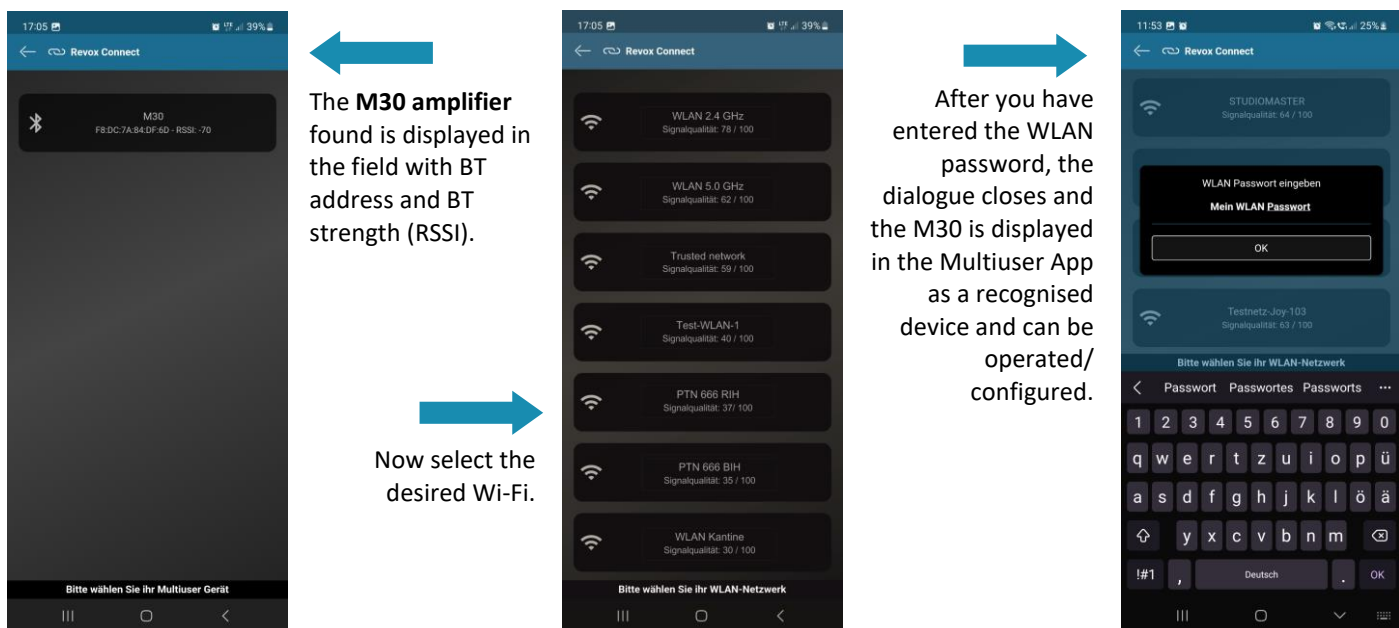 17:05 LTE 39%
Revox Connect
M30
F8:DC:7A:84:DF:6D - RSSI: -70
Bitte wählen Sie ihr Multiuser Gerät
The M30 amplifier
found is displayed in
the field with BT
address and BT
strength (RSSI).
Now select the
desired Wi-Fi.
17:05 LTE 39%
Revox Connect
WLAN 2.4 GHz
Signalqualität: 78 / 100
WLAN 5.0 GHz
Signalqualität: 62 / 100
Trusted network
Signalqualität: 59 / 100
Test-WLAN-1
Signalqualität: 40 / 100
PTN 666 RIH
Signalqualität: 37/ 100
PTN 666 BIH
Signalqualität: 35 / 100
WLAN Kantine
Signalqualität: 30 / 100
Bitte wählen Sie ihr WLAN-Netzwerk
After you have
entered the WLAN
password, the
dialogue closes and
the M30 is displayed
in the Multiuser App
as a recognised
device and can be
operated/
configured.
11:53 25%
Revox Connect
STUDIOMASTER
Signalqualität: 64 / 100
WLAN Passwort eingeben
Mein WLAN Passwort
OK
Testnetz-Joy-103
Signalqualität: 63 / 100
Bitte wählen Sie ihr WLAN-Netzwerk
Passwort Passwortes Passworts ...
1 2 3 4 5 6 7 8 9 0
q w e r t z u i o p ü
a s d f g h j k l ö ä
y x c v b n m
!#1 , Deutsch . OK